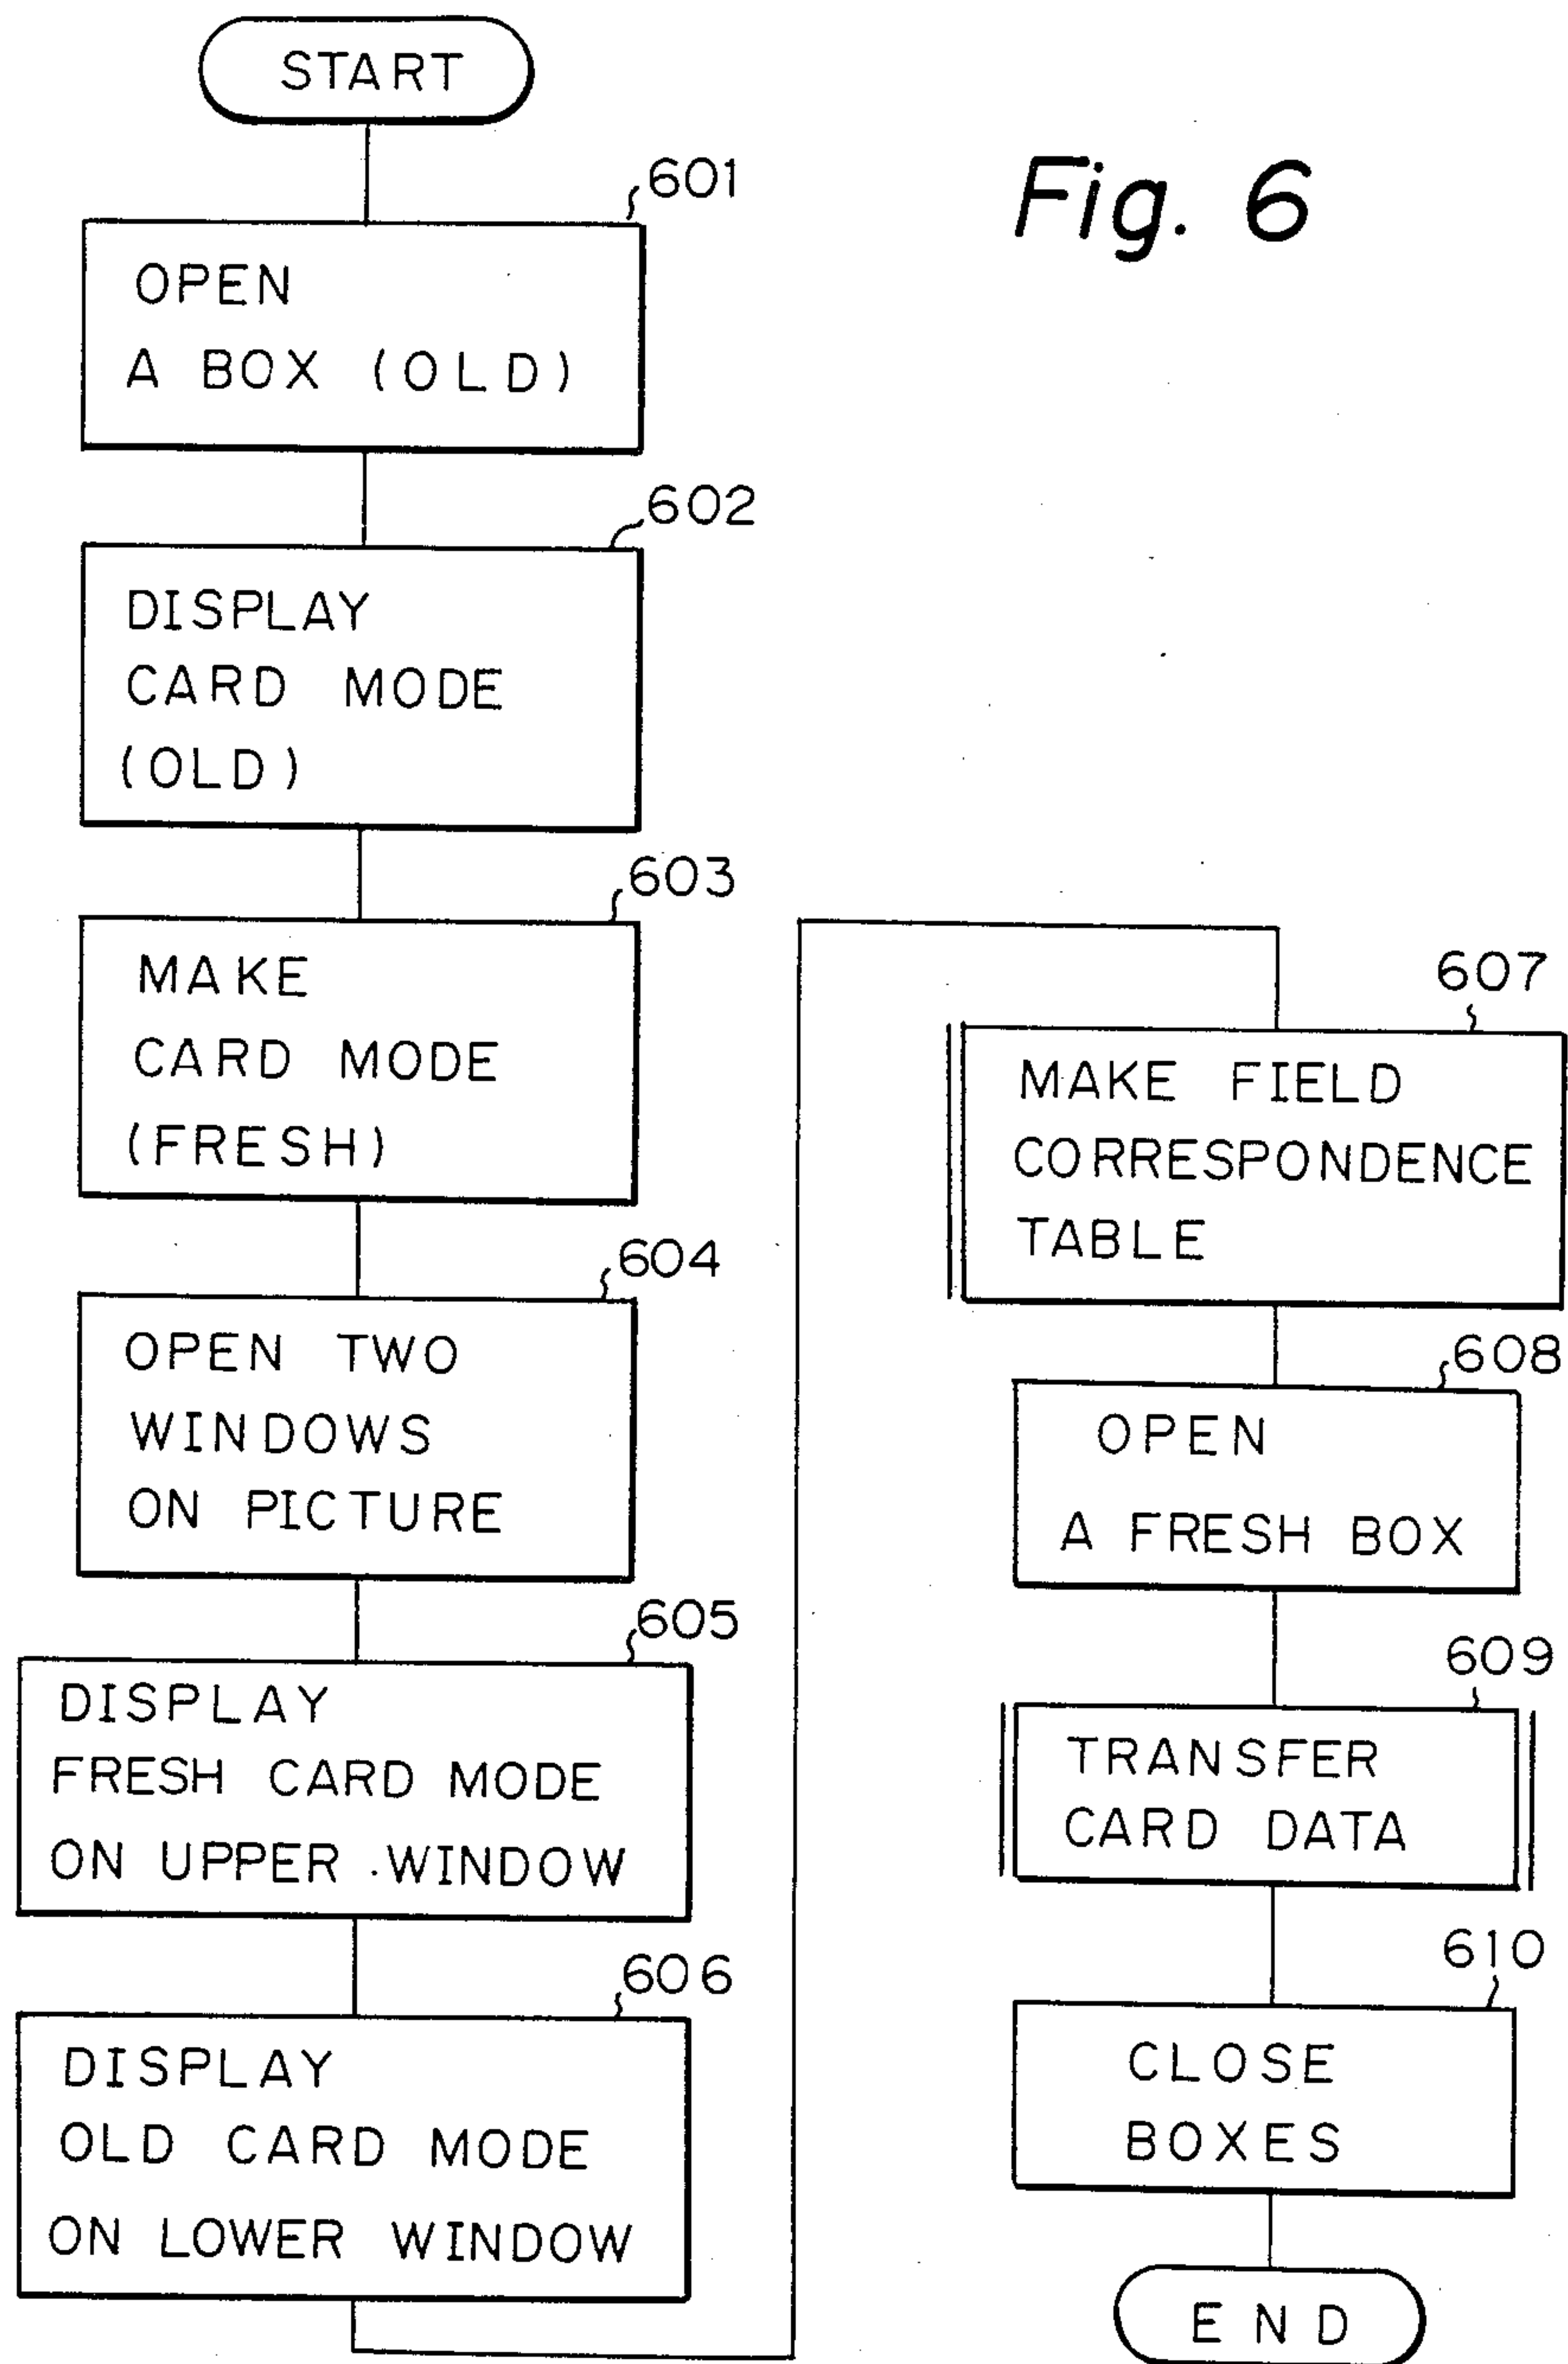 START
Fig. 6
601
OPEN
A BOX (OLD)
602
DISPLAY
CARD MODE
(OLD)
603
MAKE
CARD MODE
(FRESH)
604
OPEN TWO
WINDOWS
ON PICTURE
605
DISPLAY
FRESH CARD MODE
ON UPPER WINDOW
606
DISPLAY
OLD CARD MODE
ON LOWER WINDOW
607
MAKE FIELD
CORRESPONDENCE
TABLE
608
OPEN
A FRESH BOX
609
TRANSFER
CARD DATA
610
CLOSE
BOXES
END